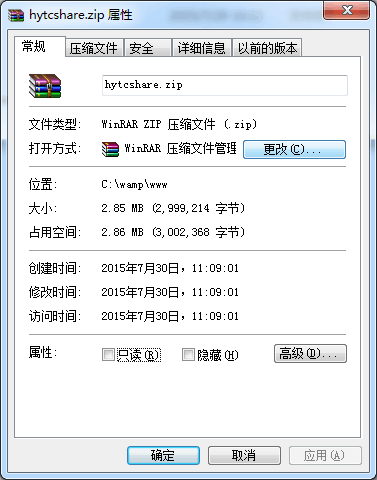 hytcshare.zip 属性
常规 压缩文件 安全 详细信息 以前的版本
hytcshare.zip
文件类型: WinRAR ZIP 压缩文件 (.zip)
打开方式: WinRAR 压缩文件管理 更改(C)...
位置: C:\wamp\www
大小: 2.85 MB (2,999,214 字节)
占用空间: 2.86 MB (3,002,368 字节)
创建时间: 2015年7月30日，11:09:01
修改时间: 2015年7月30日，11:09:01
访问时间: 2015年7月30日，11:09:01
属性: 只读(R) 隐藏(H) 高级(D)...
确定 取消 应用(A)